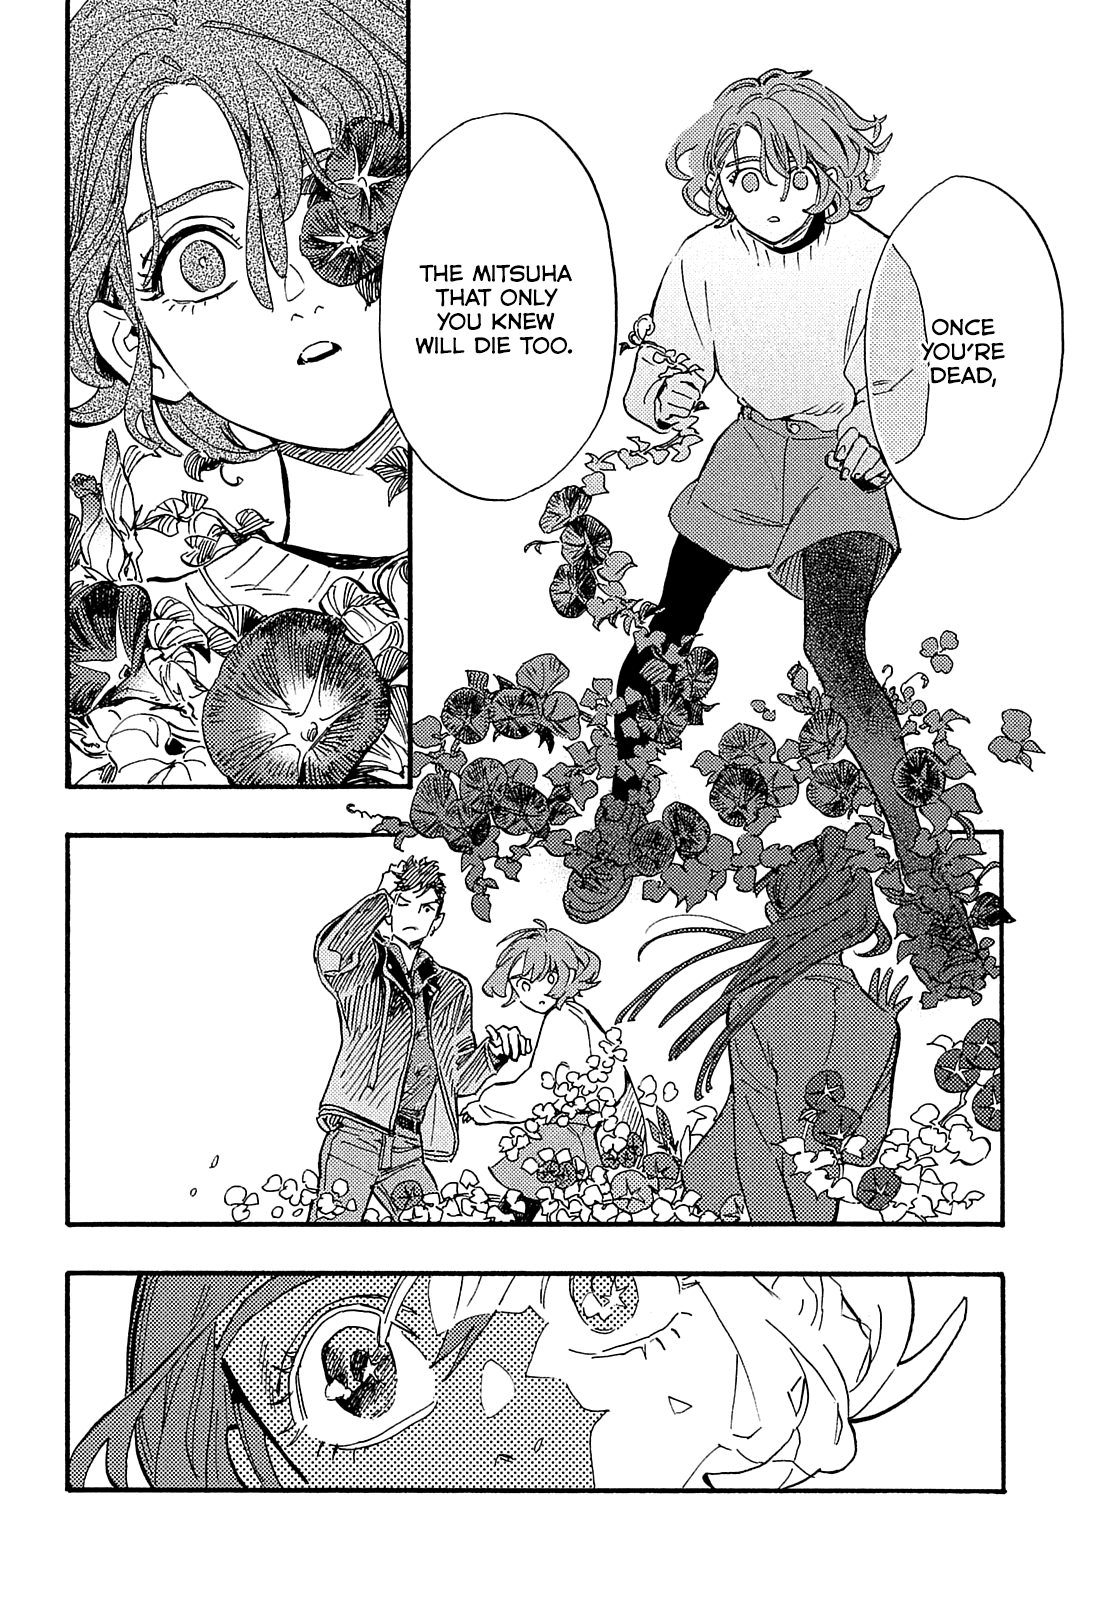 ONCE
YOU'RE
DEAD,
THE MITSUHA
THAT ONLY
YOU KNEW
WILL DIE TOO.